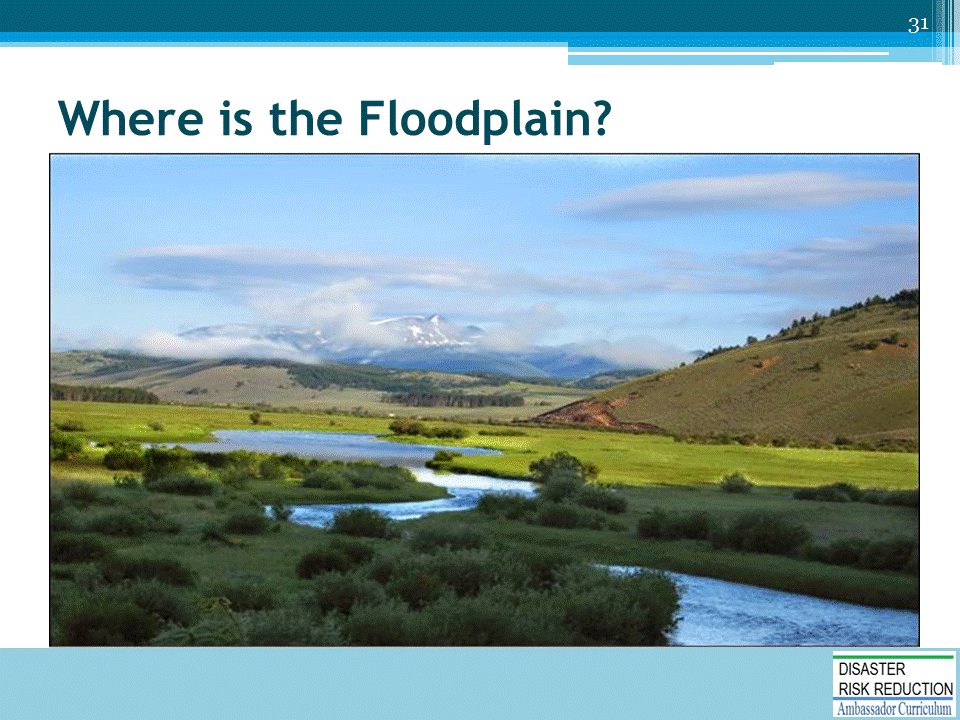 31
Where is the Floodplain?
DISASTER
RISK REDUCTION
Ambassador Curriculum